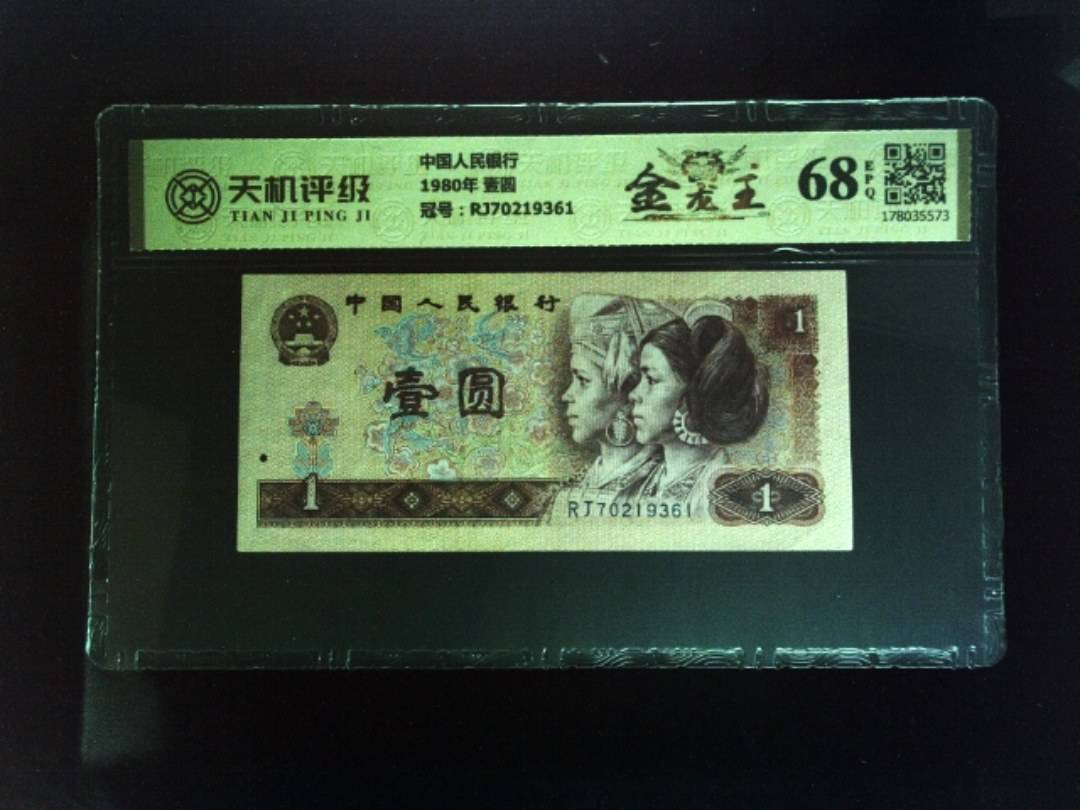 天机评级
TIAN JI PING JI
中国人民银行
1980年 壹圆
冠号：RJ70219361
金龙王
68
EPQ
178035573
中国人民银行
1
壹圆
1
RJ70219361
1